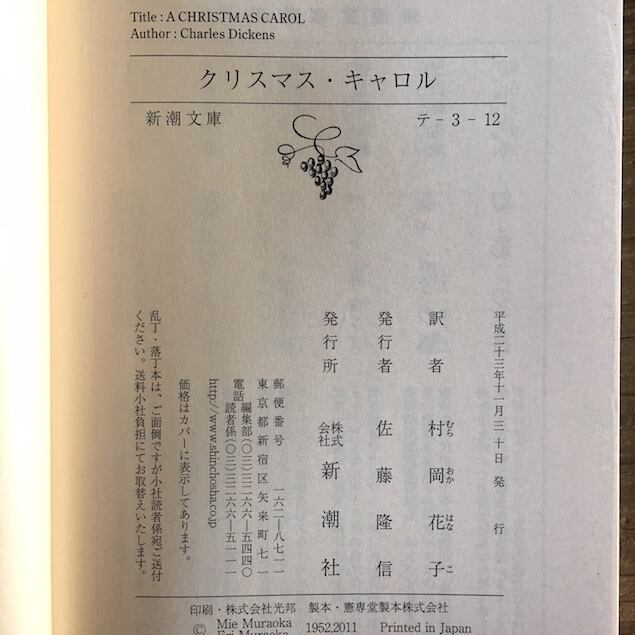 Title : A CHRISTMAS CAROL
Author : Charles Dickens
クリスマス・キャロル
新潮文庫
テ - 3 - 12
平成二十三年十一月三十日 発行
訳者 村岡花子
むら おか はな こ
発行者 佐藤隆信
発行所 株式会社 新潮社
郵便番号 一六二―八七一一
東京都新宿区矢来町七一
電話 編集部(〇三)三二六六―五四四〇
読者係(〇三)三二六六―五一一一
http://www.shinchosha.co.jp
価格はカバーに表示してあります。
乱丁・落丁本は、ご面倒ですが小社読者係宛ご送付
ください。送料小社負担にてお取替えいたします。
印刷・株式会社光邦 製本・憲専堂製本株式会社
© Mie Muraoka 1952,2011 Printed in Japan
Eri Muraoka